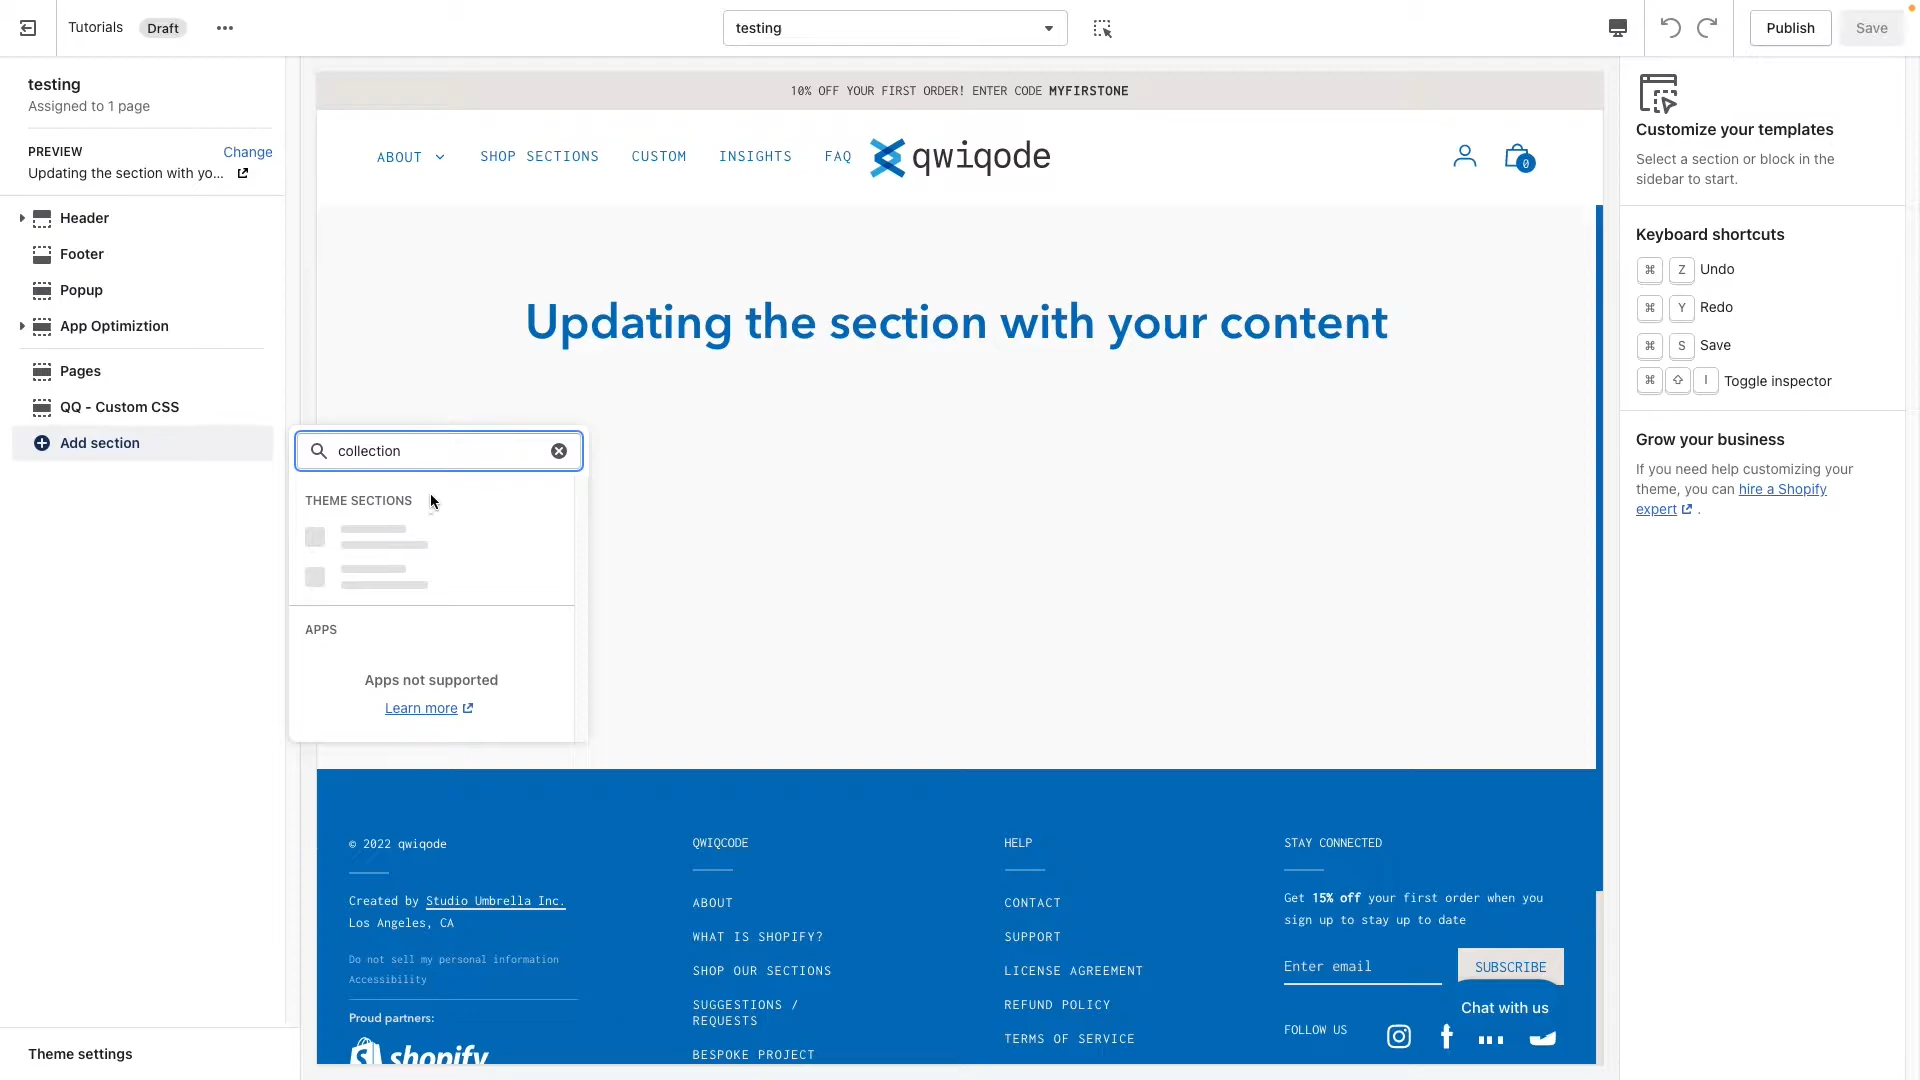 Tutorials Draft
testing
Publish Save
testing
Assigned to 1 page
PREVIEW Change
Updating the section with yo...
Header
Footer
Popup
App Optimiztion
Pages
QQ - Custom CSS
Add section
Theme settings
10% OFF YOUR FIRST ORDER! ENTER CODE MYFIRSTONE
ABOUT SHOP SECTIONS CUSTOM INSIGHTS FAQ qwiqode 0
Updating the section with your content
collection
THEME SECTIONS
APPS
Apps not supported
Learn more
© 2022 qwiqode
Created by Studio Umbrella Inc.
Los Angeles, CA
Do not sell my personal information
Accessibility
Proud partners:
shopify
QWIQCODE
ABOUT
WHAT IS SHOPIFY?
SHOP OUR SECTIONS
SUGGESTIONS /
REQUESTS
BESPOKE PROJECT
HELP
CONTACT
SUPPORT
LICENSE AGREEMENT
REFUND POLICY
TERMS OF SERVICE
STAY CONNECTED
Get 15% off your first order when you
sign up to stay up to date
Enter email SUBSCRIBE
Chat with us
FOLLOW US
Customize your templates
Select a section or block in the
sidebar to start.
Keyboard shortcuts
⌘ Z Undo
⌘ Y Redo
⌘ S Save
⌘ ⇧ I Toggle inspector
Grow your business
If you need help customizing your
theme, you can hire a Shopify
expert .